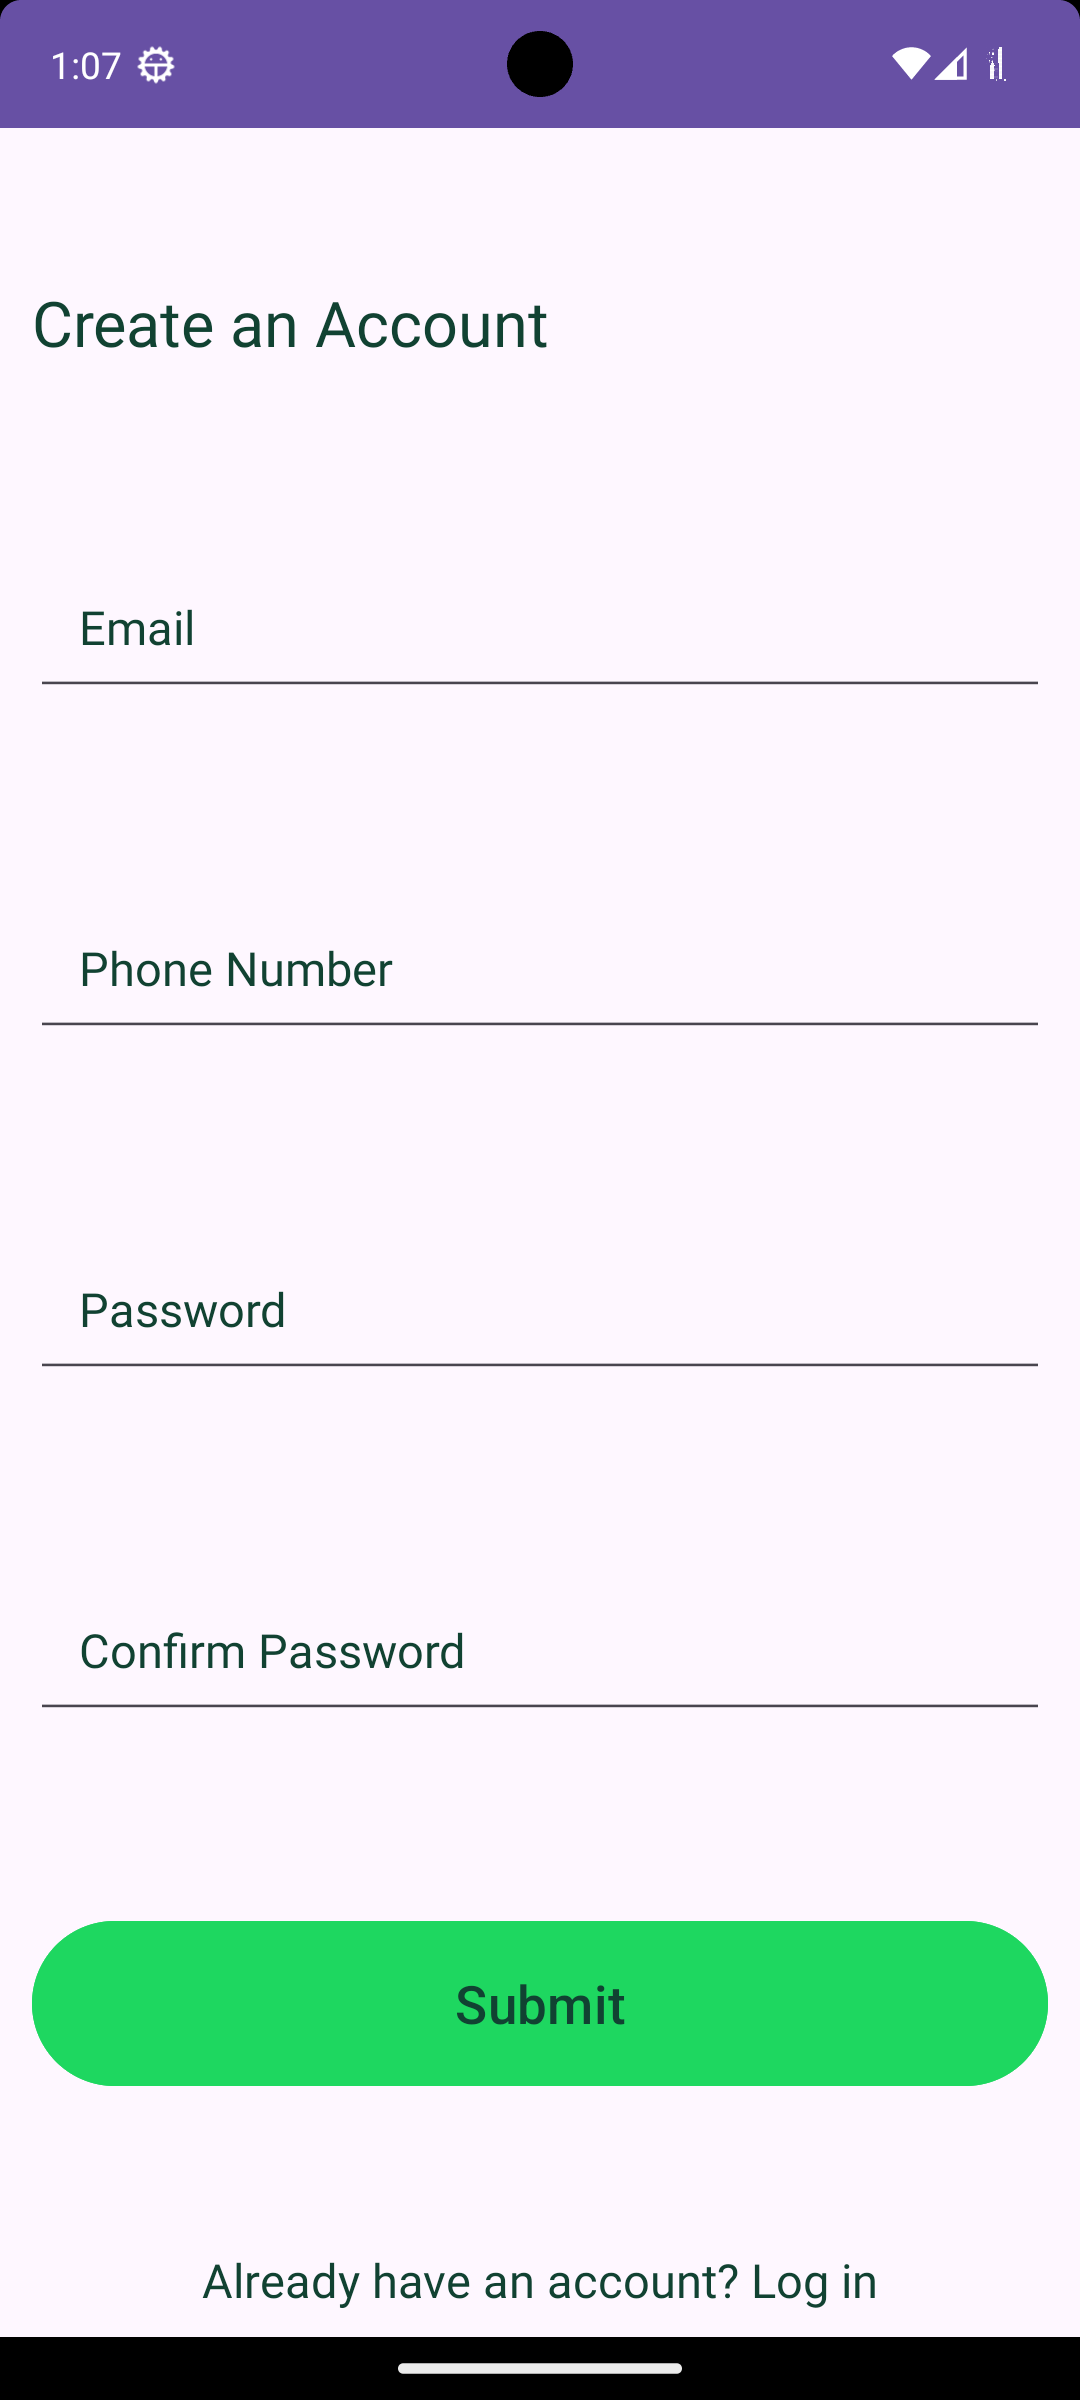 1:07
Create an Account
Email
Phone Number
Password
Confirm Password
Submit
Already have an account? Log in